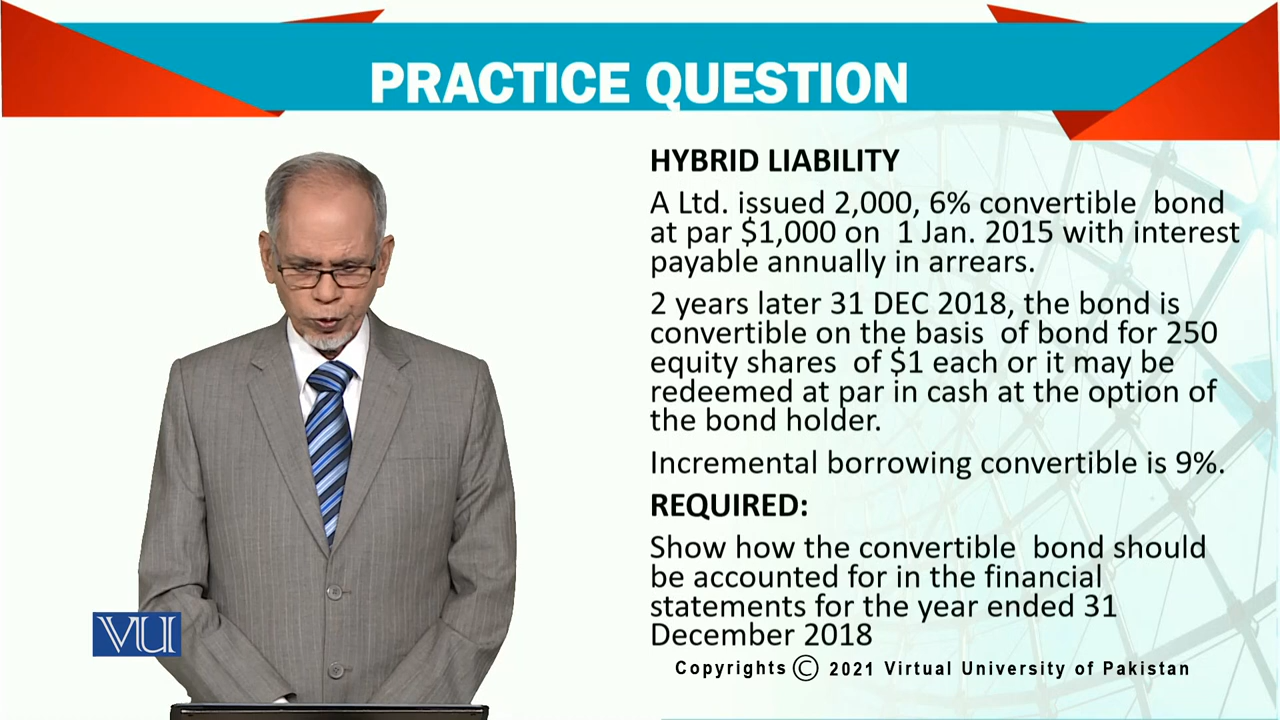 PRACTICE QUESTION
HYBRID LIABILITY
A Ltd. issued 2,000, 6% convertible bond
at par $1,000 on 1 Jan. 2015 with interest
payable annually in arrears.
2 years later 31 DEC 2018, the bond is
convertible on the basis of bond for 250
equity shares of $1 each or it may be
redeemed at par in cash at the option of
the bond holder.
Incremental borrowing convertible is 9%.
REQUIRED:
Show how the convertible bond should
be accounted for in the financial
statements for the year ended 31
December 2018
VU
Copyrights © 2021 Virtual University of Pakistan